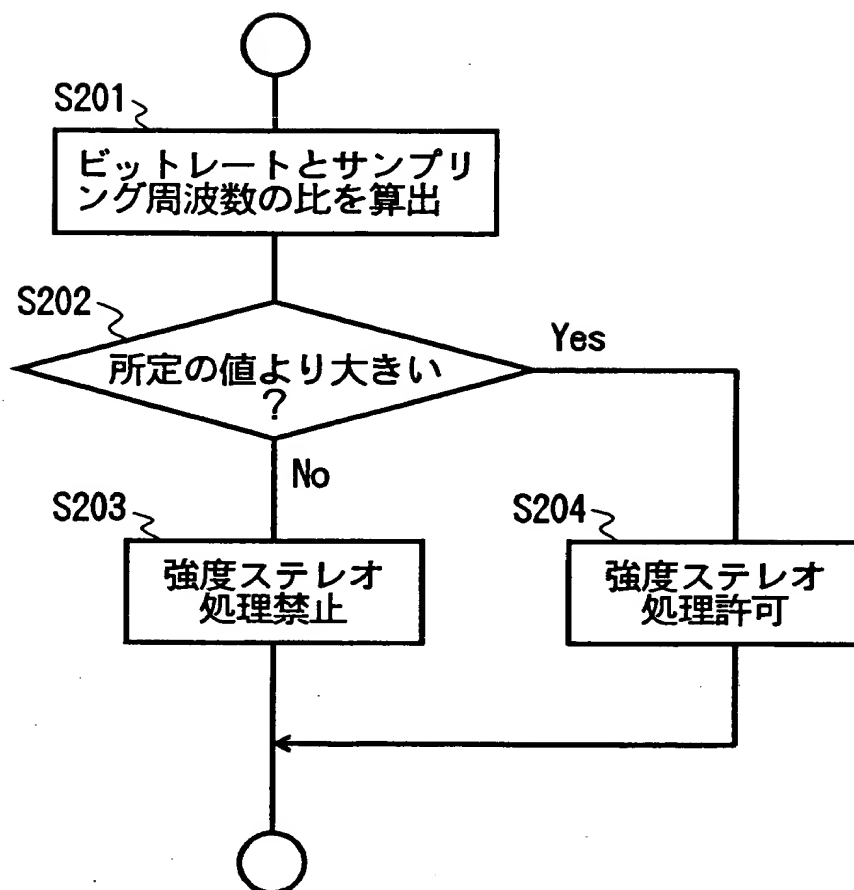 S201
ビットレートとサンプリ
ング周波数の比を算出
S202
所定の値より大きい
?
Yes
No
S203
強度ステレオ
処理禁止
S204
強度ステレオ
処理許可